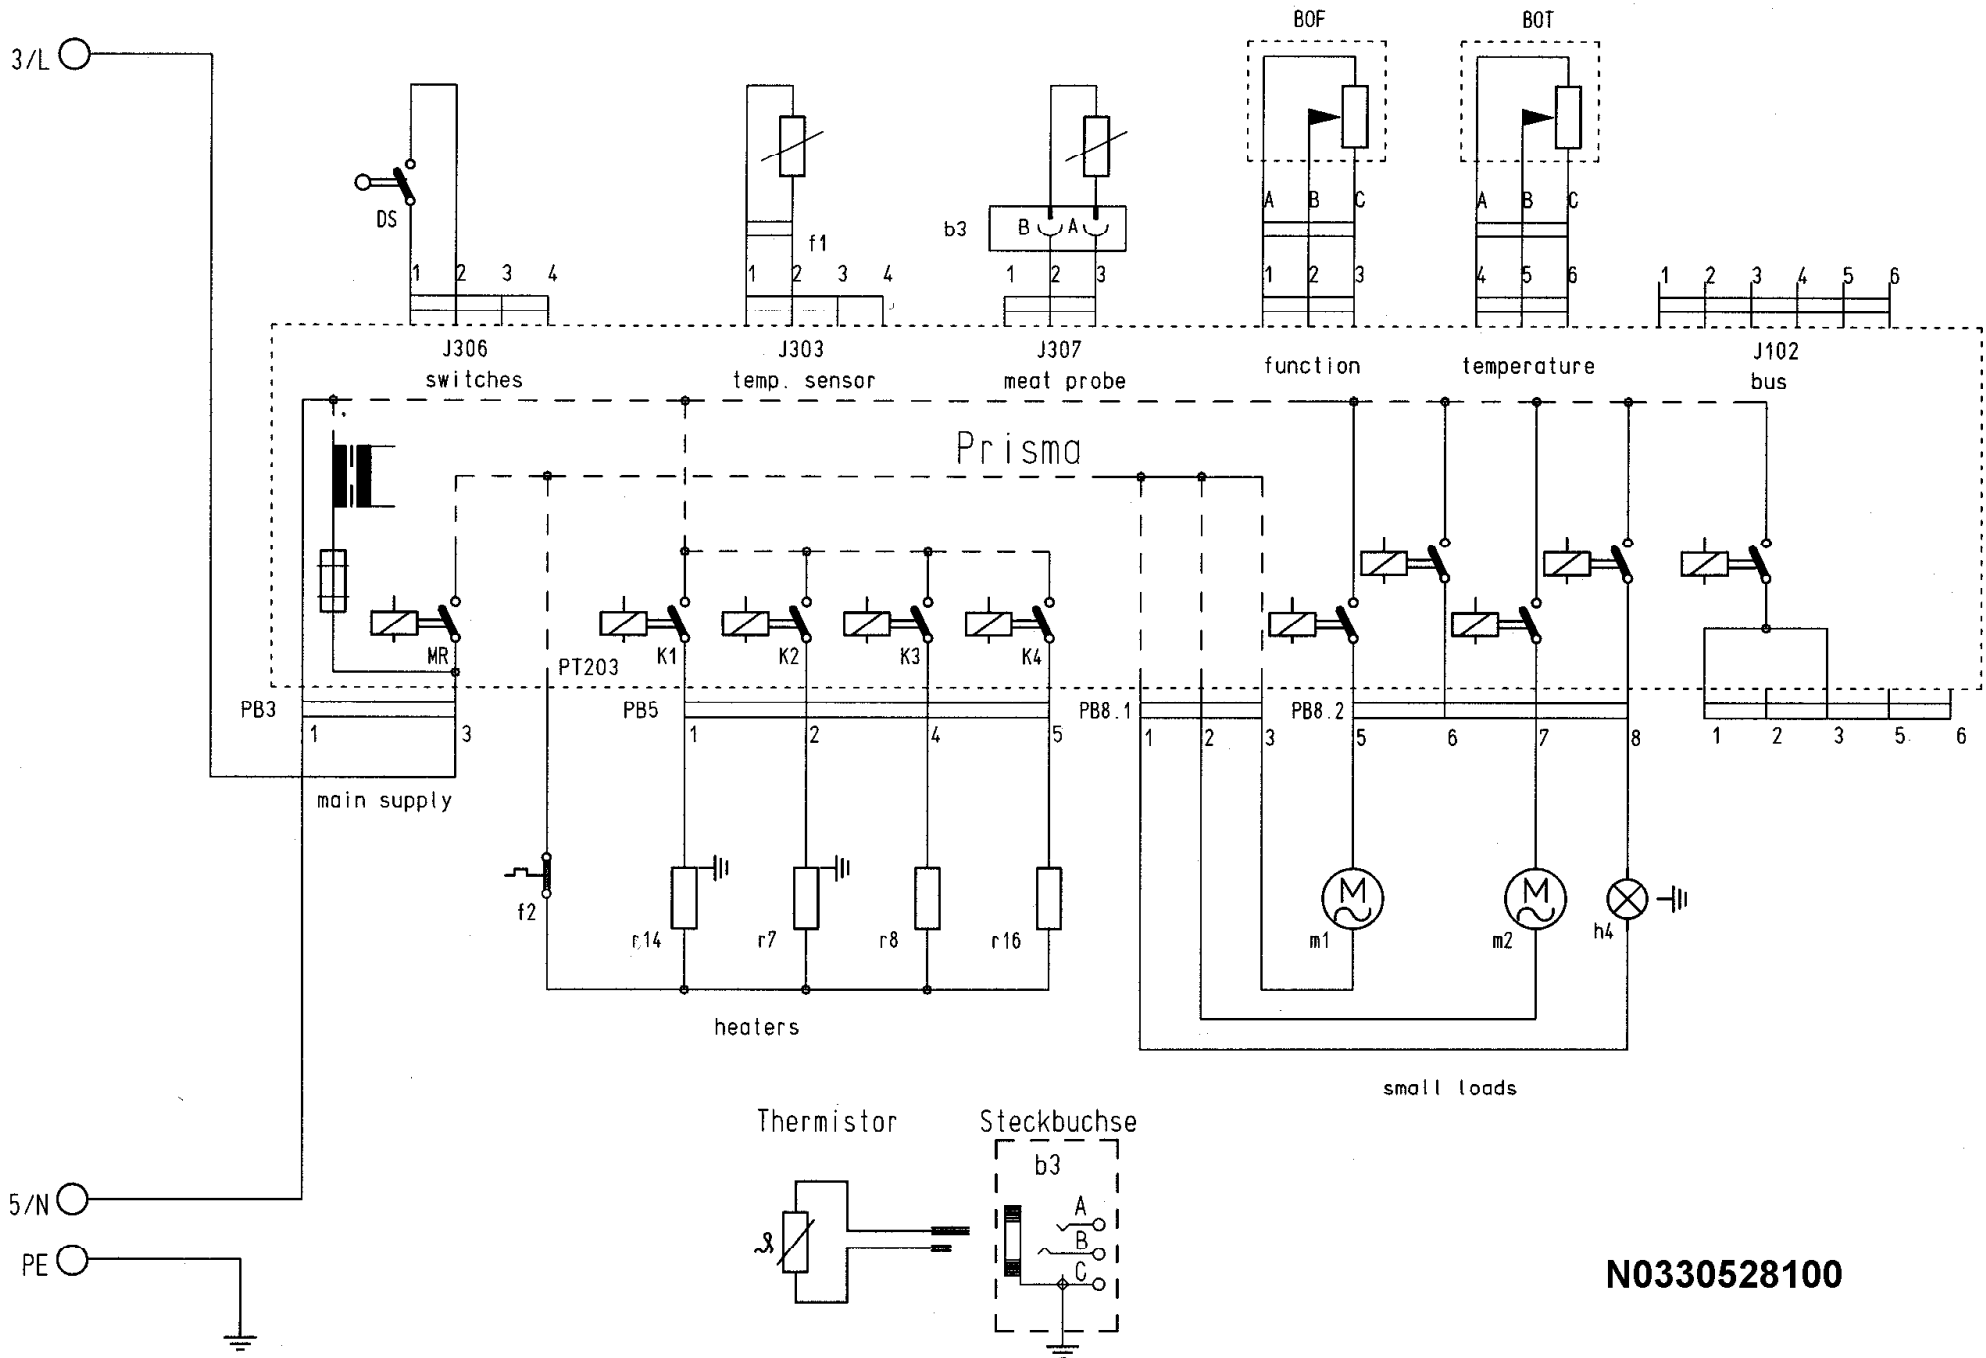 BOF BOT
3/L
DS
f1
b3 B A
A B C A B C
1 2 3 4 1 2 3 4 1 2 3 1 2 3 4 5 6 1 2 3 4 5 6
J306 J303 J307 function temperature J102
switches temp. sensor meat probe bus
Prisma
MR PT203 K1 K2 K3 K4
PB3 PB5 PB8.1 PB8.2
1 3 1 2 4 5 1 2 3 5 6 7 8 1 2 3 5 6
main supply
f2 r14 r7 r8 r16 m1 m2 h4
M M
heaters
small loads
Thermistor Steckbuchse
b3
5/N
A
B
PE
C
N0330528100